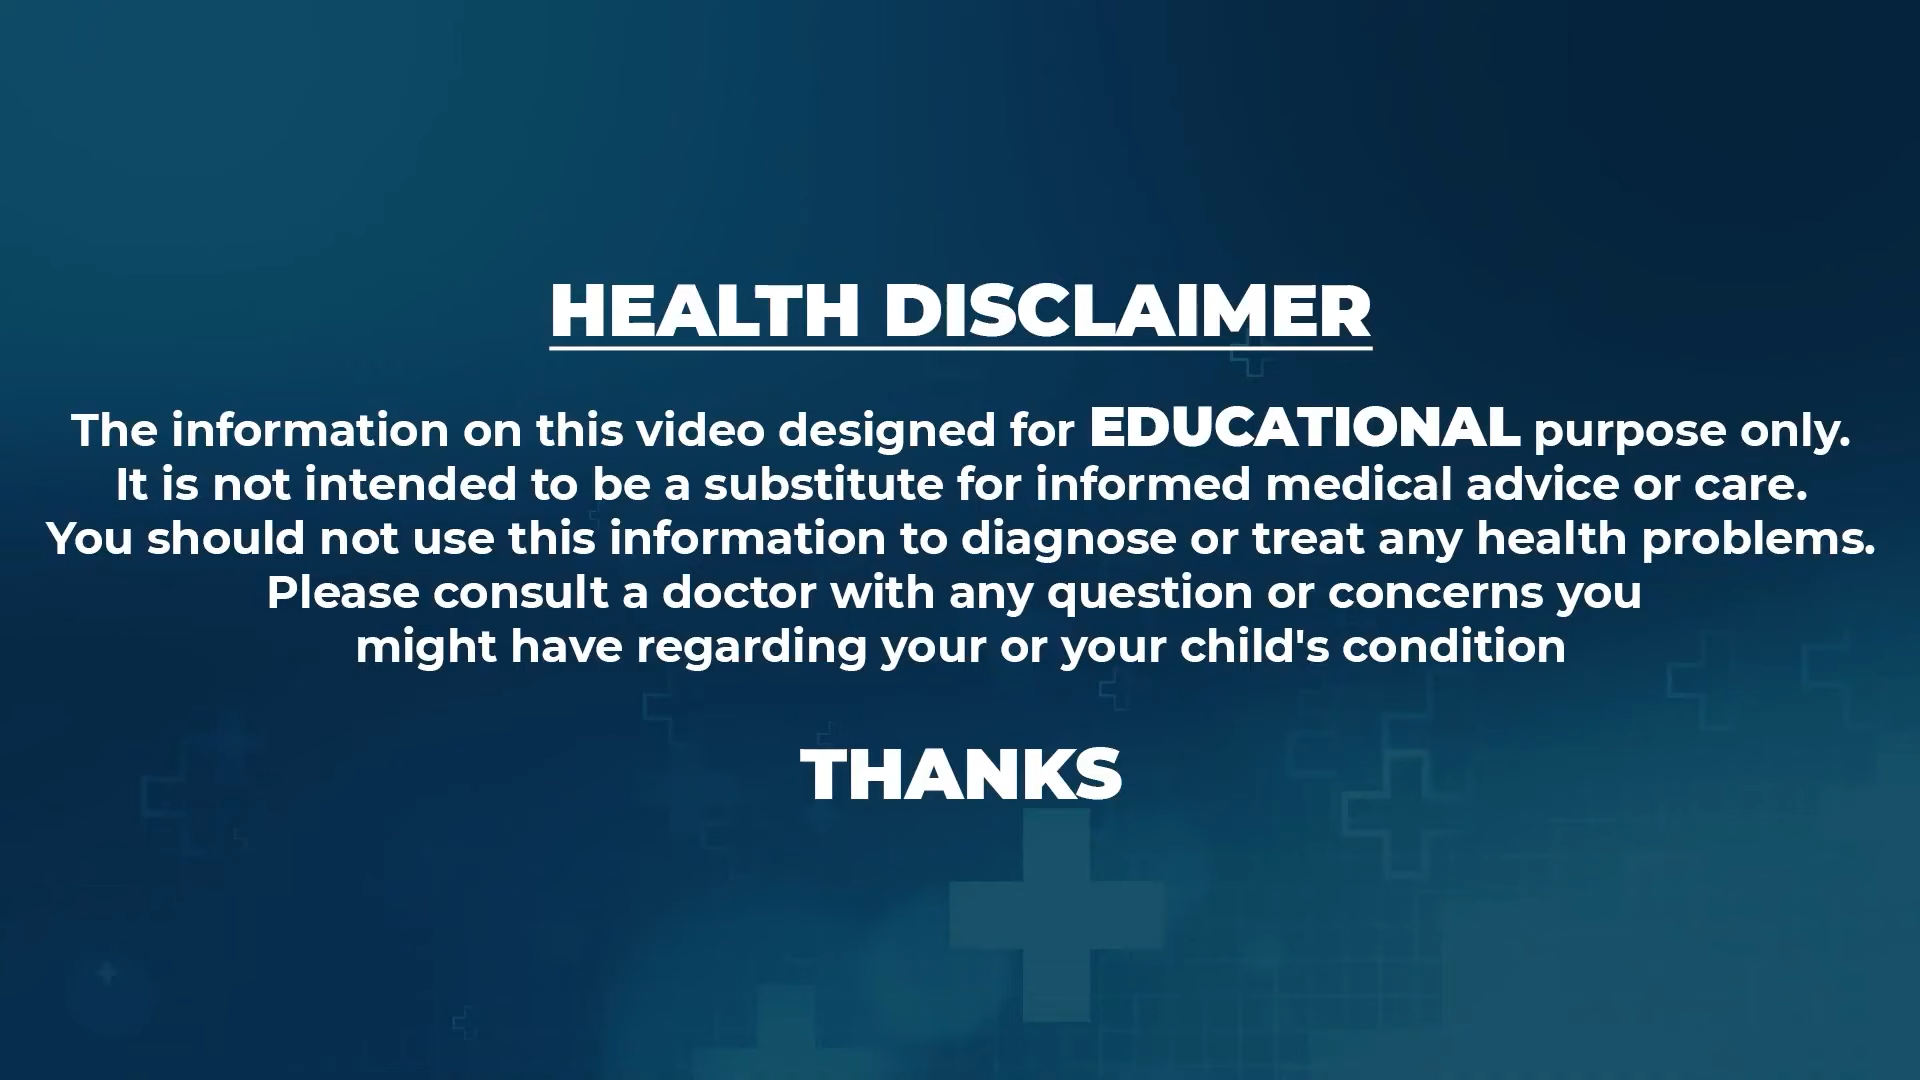 HEALTH DISCLAIMER
The information on this video designed for EDUCATIONAL purpose only.
It is not intended to be a substitute for informed medical advice or care.
You should not use this information to diagnose or treat any health problems.
Please consult a doctor with any question or concerns you
might have regarding your or your child's condition
THANKS